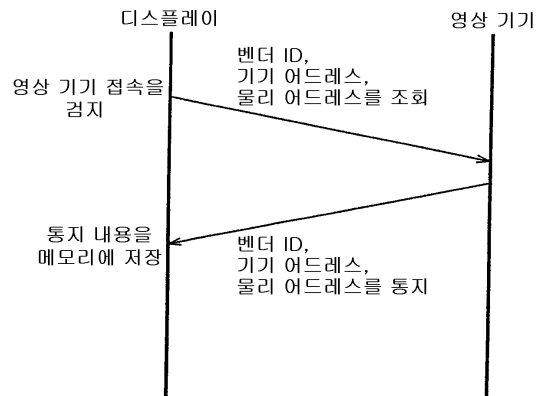 디스플레이
영상 기기
벤더 ID,
기기 어드레스,
물리 어드레스를 조회
영상 기기 접속을
검지
통지 내용을
메모리에 저장
벤더 ID,
기기 어드레스,
물리 어드레스를 통지